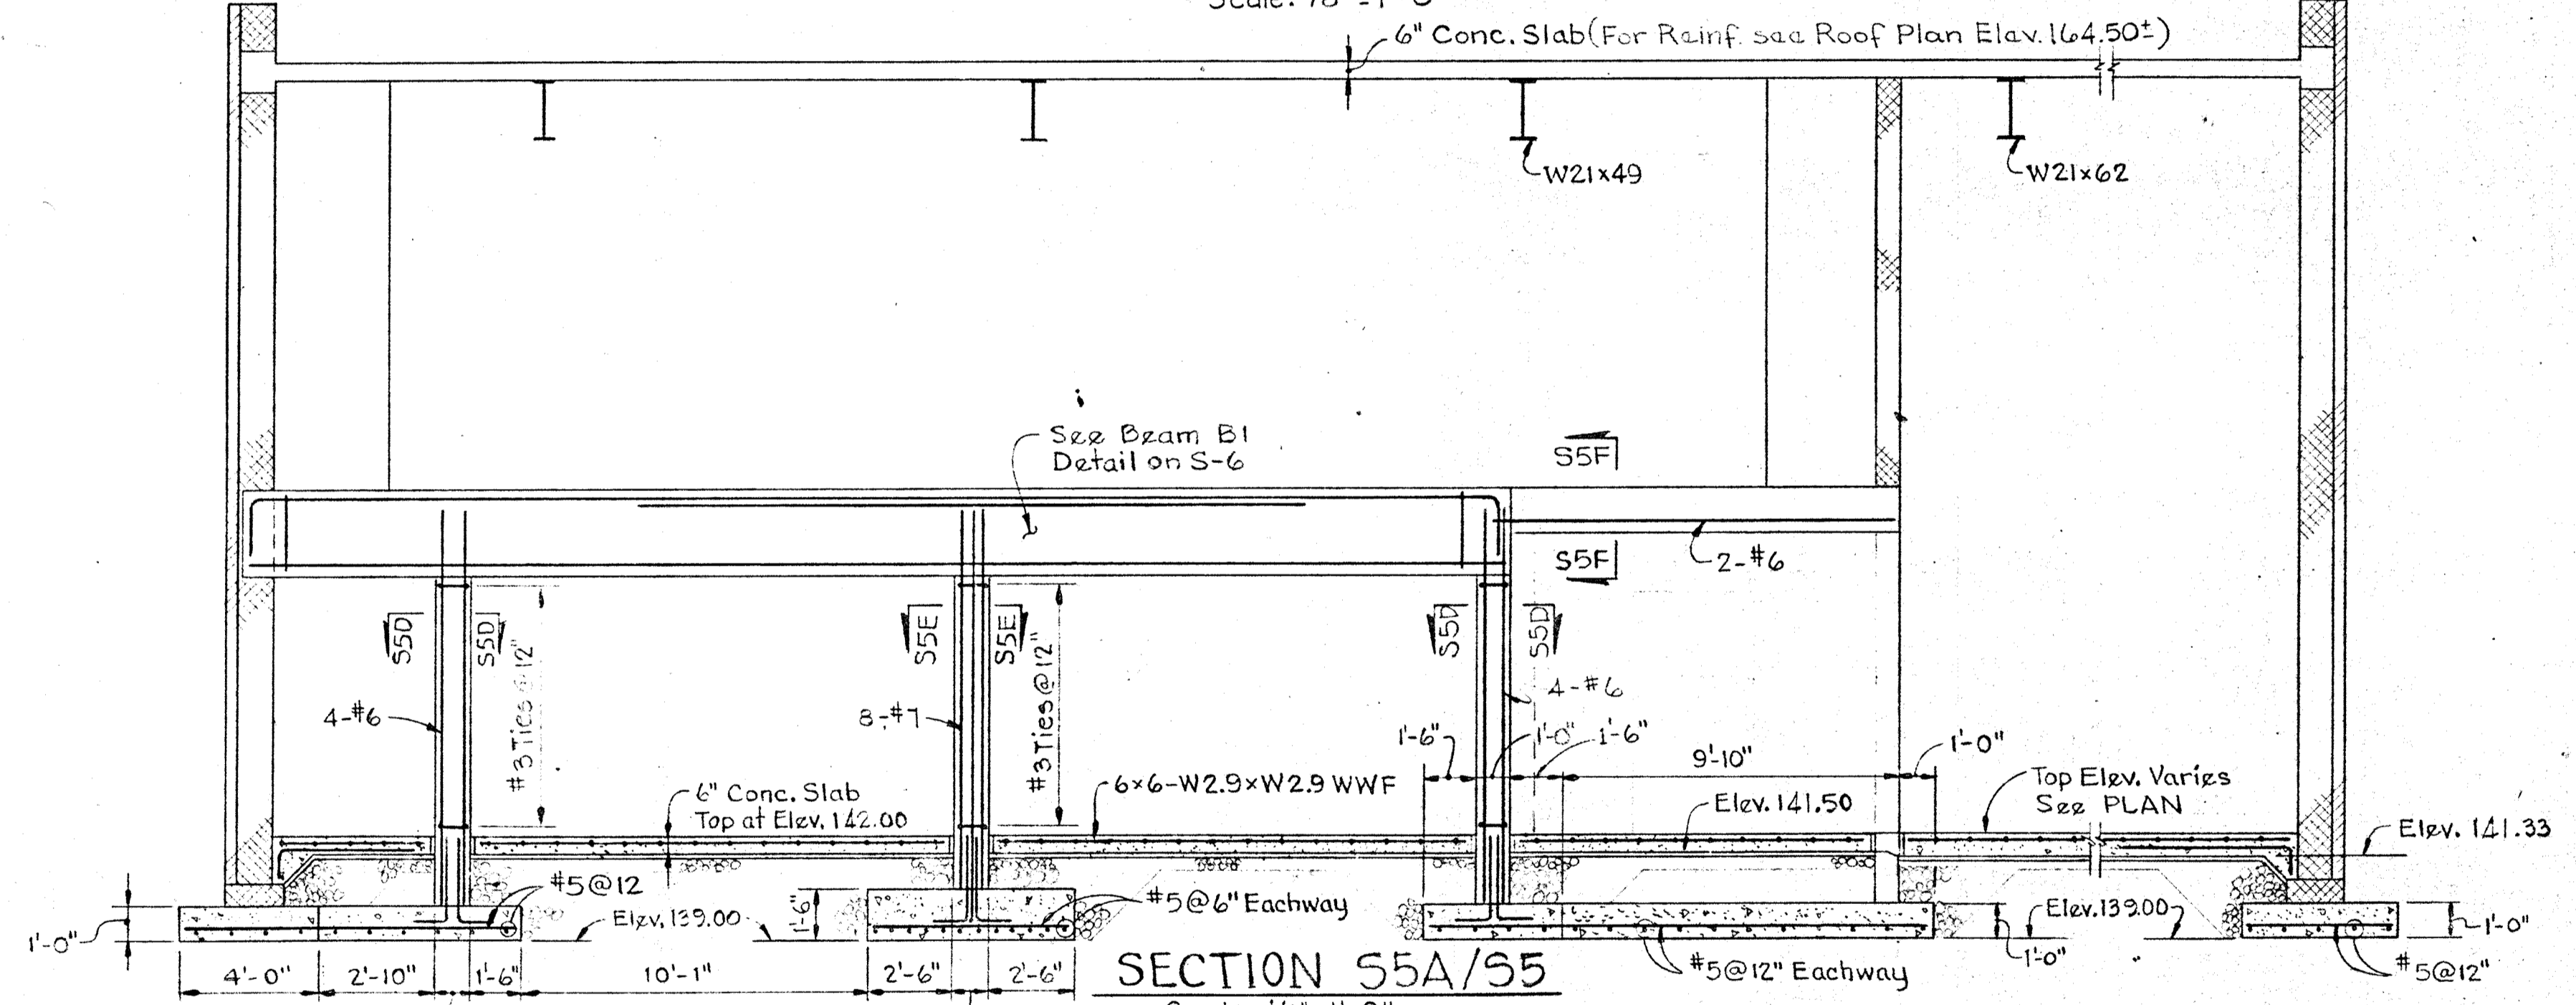 6" Conc. Slab (For Reinf. see Roof Plan Elev. 164.50±)
W21x49
W21x62
See Beam B1
Detail on S-6
S5F
S5F
2-#6
S5D
S5D
#3 Ties @ 12"
S5E
S5E
#3 Ties @ 12"
S5D
S5D
4-#6
8-#7
4-#6
1'-6"
1'-0"
1'-6"
9'-10"
1'-0"
6" Conc. Slab
Top at Elev. 142.00
6x6-W2.9xW2.9 WWF
Elev. 141.50
Top Elev. Varies
See PLAN
Elev. 141.33
#5@12
Elev. 139.00
1'-6"
#5@6" Eachway
Elev. 139.00
1'-0"
1'-0"
1'-0"
4'-0"
2'-10"
1'-6"
10'-1"
2'-6"
2'-6"
SECTION S5A/S5
#5@12" Eachway
#5@12"